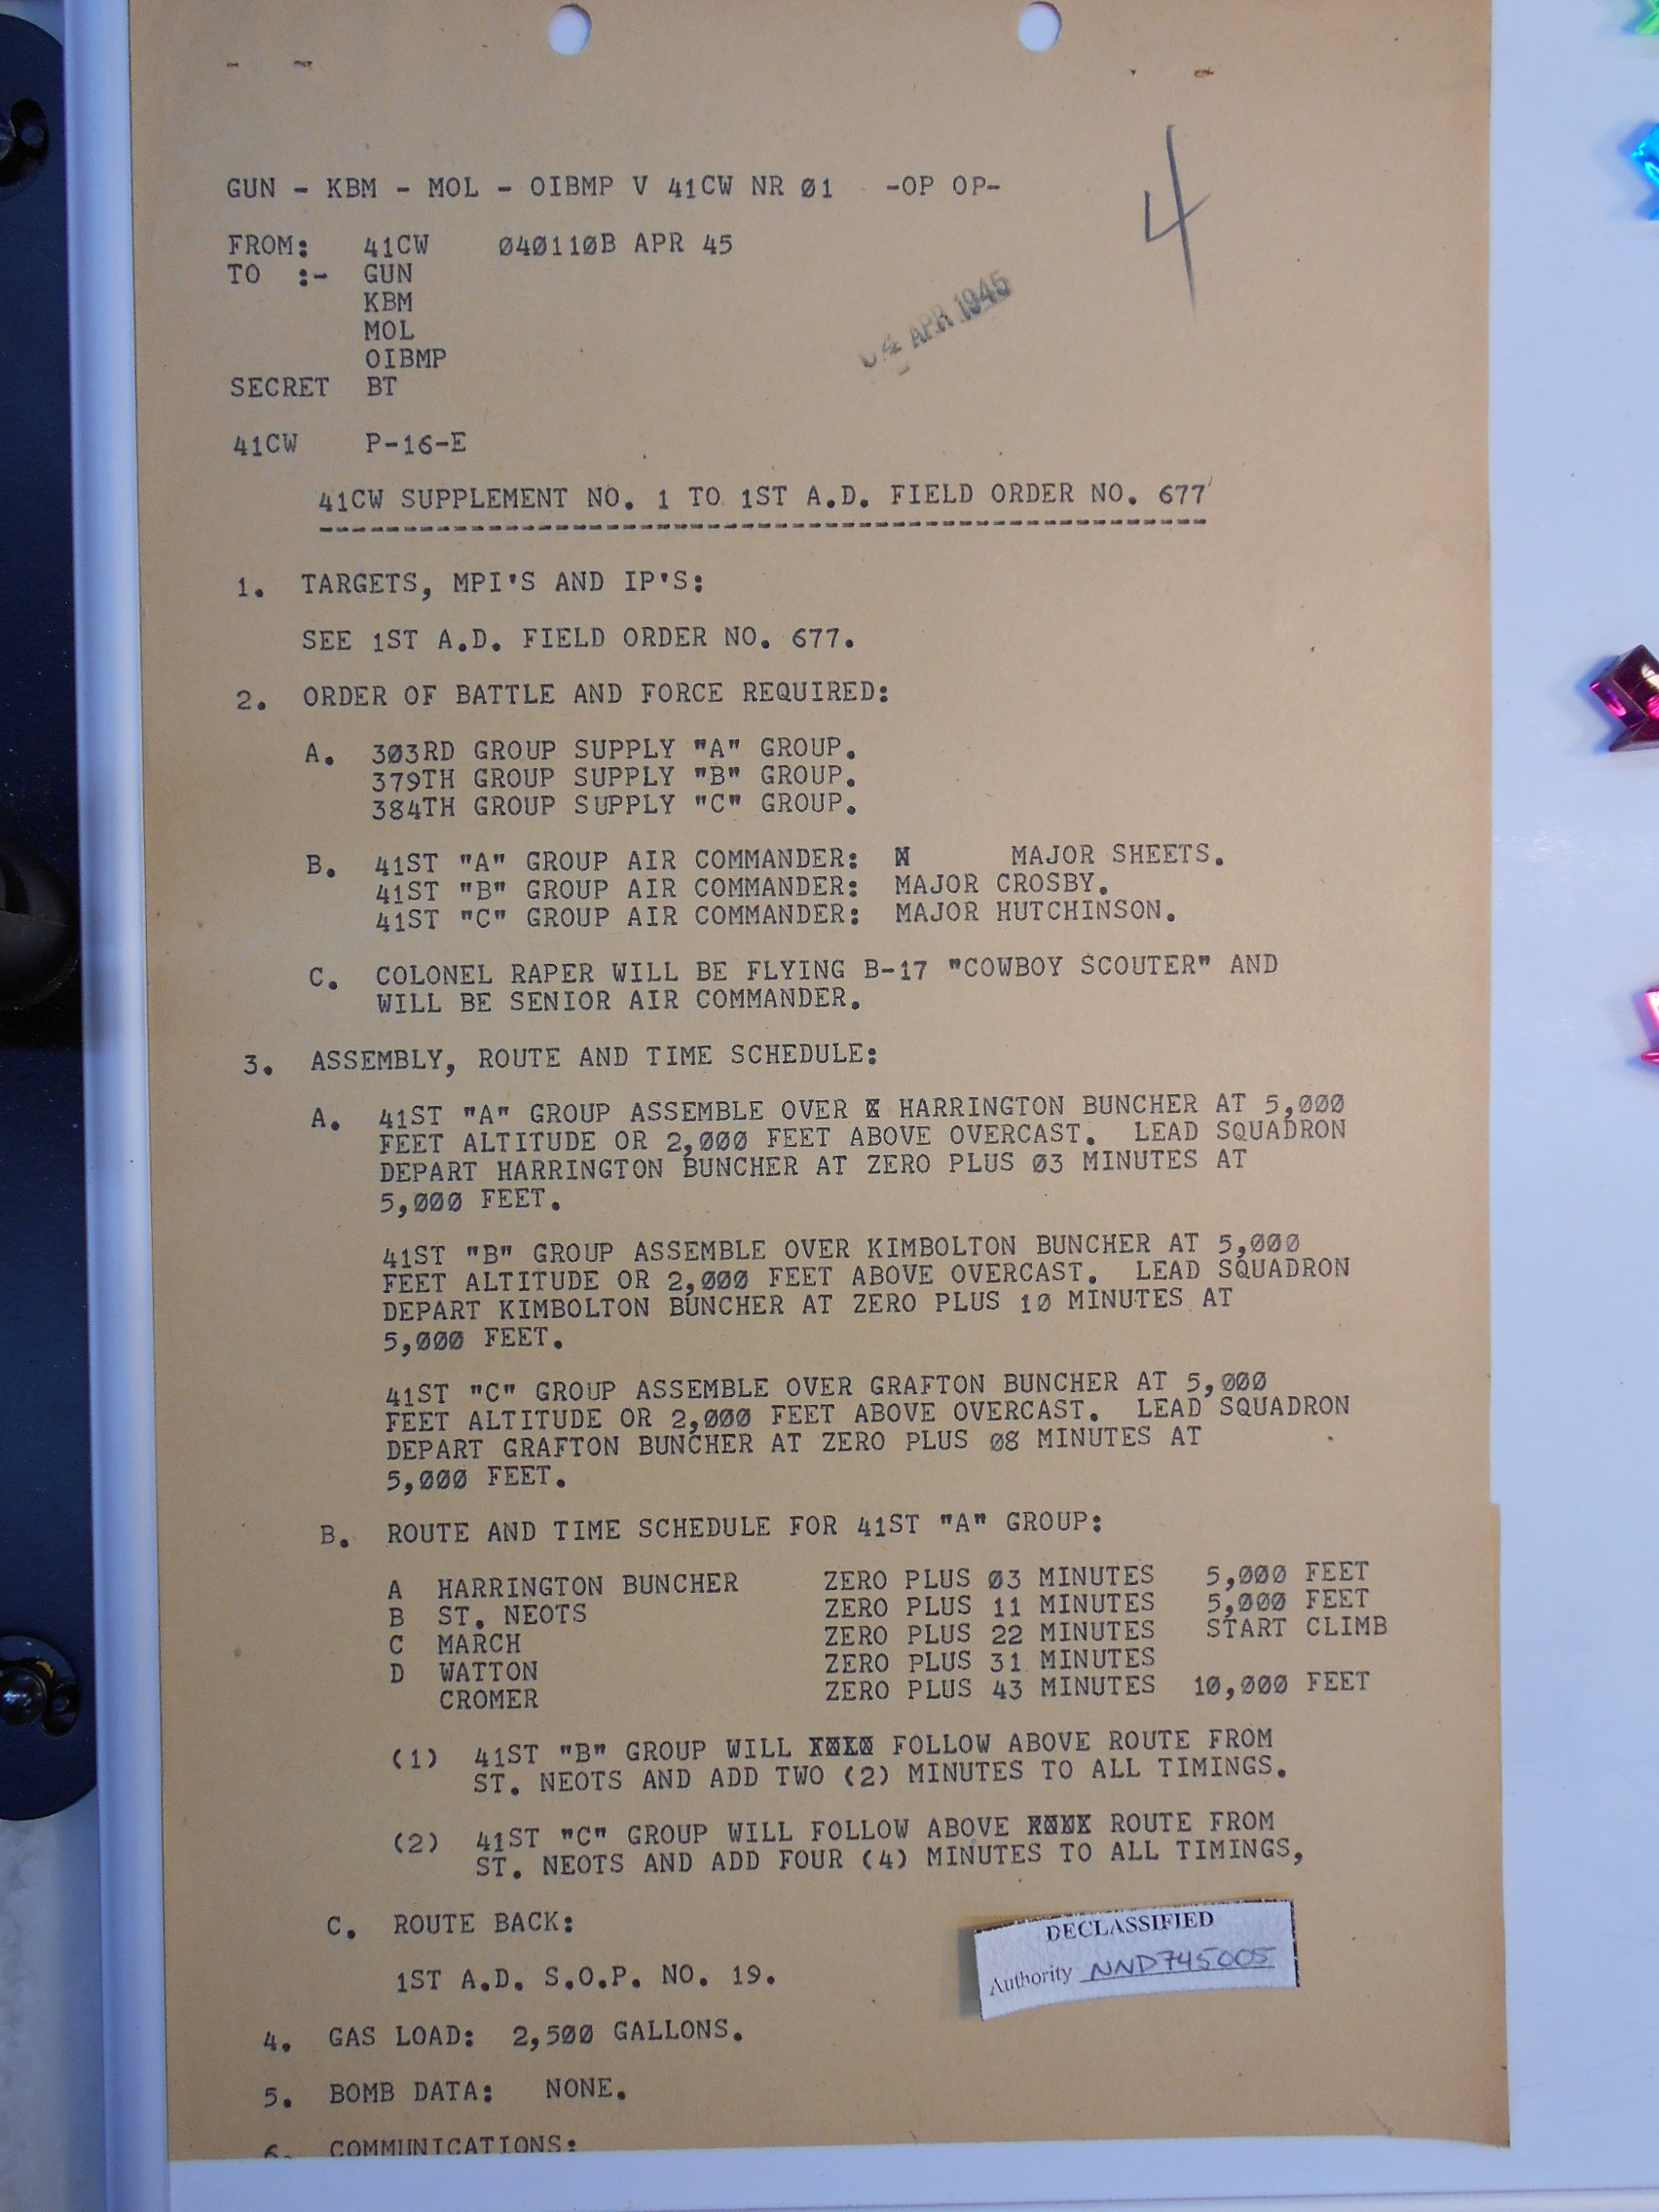 GUN - KBM - MOL - OIBMP V 41CW NR Ø1 -OP OP-
4
FROM: 41CW Ø4Ø11ØB APR 45
TO :- GUN
KBM
MOL
OIBMP
SECRET BT
04 APR 1945
41CW P-16-E
41CW SUPPLEMENT NO. 1 TO 1ST A.D. FIELD ORDER NO. 677
1. TARGETS, MPI'S AND IP'S:
SEE 1ST A.D. FIELD ORDER NO. 677.
2. ORDER OF BATTLE AND FORCE REQUIRED:
A. 3Ø3RD GROUP SUPPLY "A" GROUP.
379TH GROUP SUPPLY "B" GROUP.
384TH GROUP SUPPLY "C" GROUP.
B. 41ST "A" GROUP AIR COMMANDER: MAJOR SHEETS.
41ST "B" GROUP AIR COMMANDER: MAJOR CROSBY.
41ST "C" GROUP AIR COMMANDER: MAJOR HUTCHINSON.
C. COLONEL RAPER WILL BE FLYING B-17 "COWBOY SCOUTER" AND
WILL BE SENIOR AIR COMMANDER.
3. ASSEMBLY, ROUTE AND TIME SCHEDULE:
A. 41ST "A" GROUP ASSEMBLE OVER HARRINGTON BUNCHER AT 5,ØØØ
FEET ALTITUDE OR 2,ØØØ FEET ABOVE OVERCAST. LEAD SQUADRON
DEPART HARRINGTON BUNCHER AT ZERO PLUS Ø3 MINUTES AT
5,ØØØ FEET.
41ST "B" GROUP ASSEMBLE OVER KIMBOLTON BUNCHER AT 5,ØØØ
FEET ALTITUDE OR 2,ØØØ FEET ABOVE OVERCAST. LEAD SQUADRON
DEPART KIMBOLTON BUNCHER AT ZERO PLUS 1Ø MINUTES AT
5,ØØØ FEET.
41ST "C" GROUP ASSEMBLE OVER GRAFTON BUNCHER AT 5,ØØØ
FEET ALTITUDE OR 2,ØØØ FEET ABOVE OVERCAST. LEAD SQUADRON
DEPART GRAFTON BUNCHER AT ZERO PLUS Ø8 MINUTES AT
5,ØØØ FEET.
B. ROUTE AND TIME SCHEDULE FOR 41ST "A" GROUP:
A HARRINGTON BUNCHER ZERO PLUS Ø3 MINUTES 5,ØØØ FEET
B ST. NEOTS ZERO PLUS 11 MINUTES 5,ØØØ FEET
C MARCH ZERO PLUS 22 MINUTES START CLIMB
D WATTON ZERO PLUS 31 MINUTES
CROMER ZERO PLUS 43 MINUTES 1Ø,ØØØ FEET
(1) 41ST "B" GROUP WILL FOLLOW ABOVE ROUTE FROM
ST. NEOTS AND ADD TWO (2) MINUTES TO ALL TIMINGS.
(2) 41ST "C" GROUP WILL FOLLOW ABOVE ROUTE FROM
ST. NEOTS AND ADD FOUR (4) MINUTES TO ALL TIMINGS,
C. ROUTE BACK:
1ST A.D. S.O.P. NO. 19.
DECLASSIFIED
Authority NND745005
4. GAS LOAD: 2,5ØØ GALLONS.
5. BOMB DATA: NONE.
6. COMMUNICATIONS: